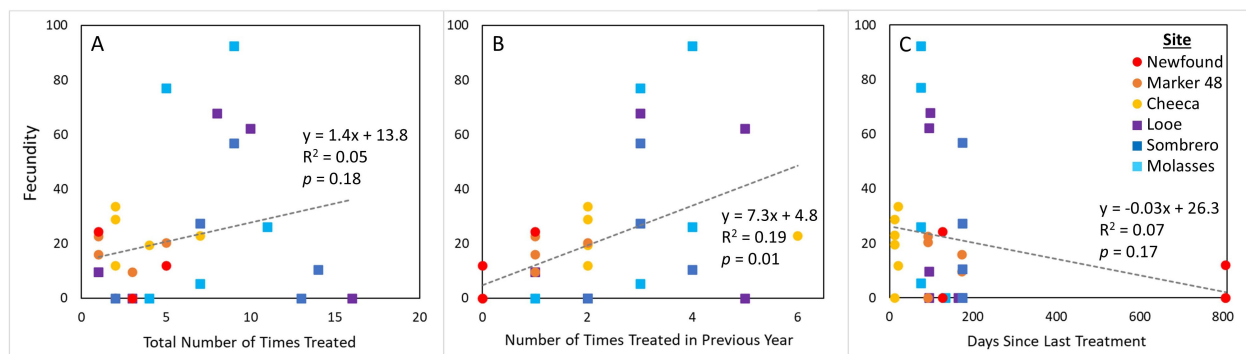 A
B
C
Fecundity
100
80
60
40
20
0
0
5
10
15
20
Total Number of Times Treated
y = 1.4x + 13.8
R² = 0.05
p = 0.18
100
80
60
40
20
0
0
2
4
6
Number of Times Treated in Previous Year
y = 7.3x + 4.8
R² = 0.19
p = 0.01
100
80
60
40
20
0
0
200
400
600
800
Days Since Last Treatment
Site
Newfound
Marker 48
Cheeca
Looe
Sombrero
Molasses
y = -0.03x + 26.3
R² = 0.07
p = 0.17